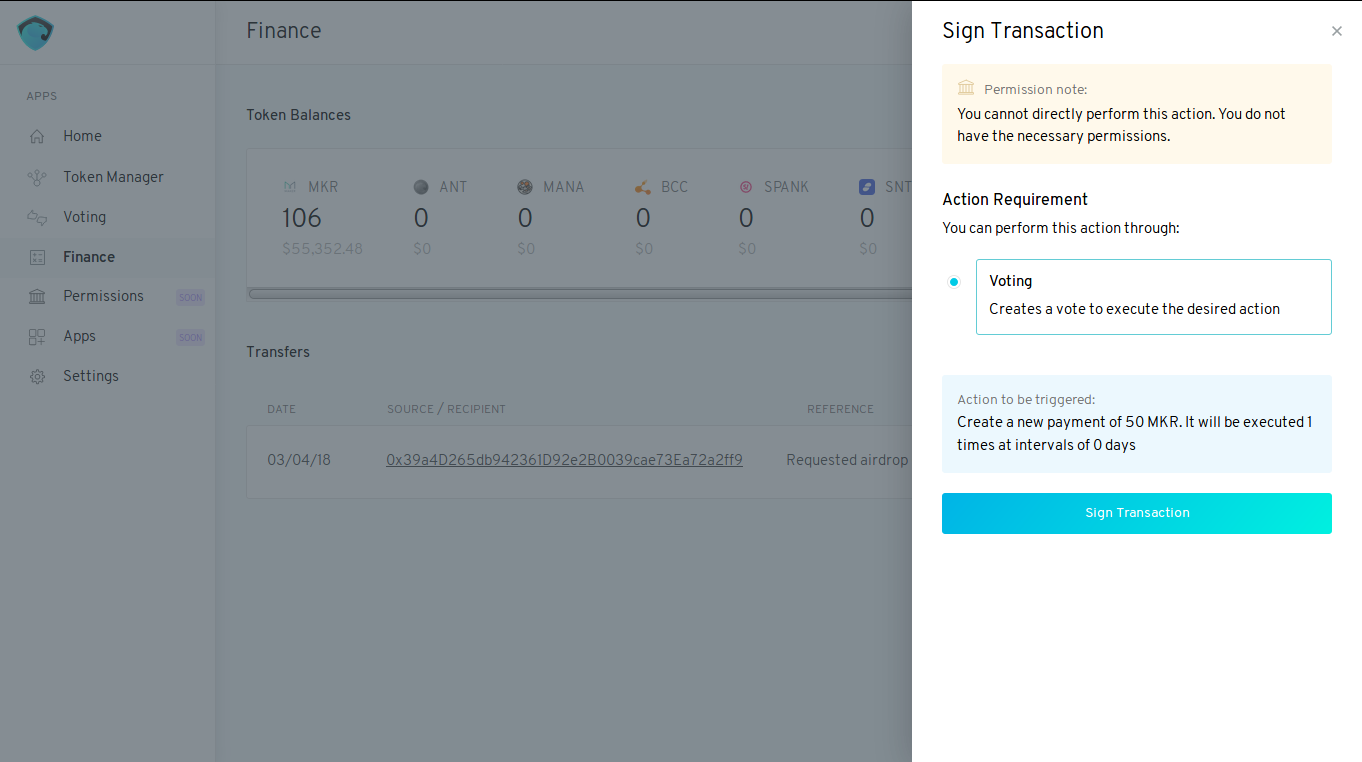 Finance
APPS
Home
Token Manager
Voting
Finance
Permissions SOON
Apps SOON
Settings
Token Balances
MKR ANT MANA BCC SPANK SNT
106 0 0 0 0 0
$55,352.48 $0 $0 $0 $0 $0
Transfers
DATE SOURCE / RECIPIENT REFERENCE
03/04/18 0x39a4D265db942361D92e2B0039cae73Ea72a2ff9 Requested airdrop
Sign Transaction
Permission note:
You cannot directly perform this action. You do not
have the necessary permissions.
Action Requirement
You can perform this action through:
Voting
Creates a vote to execute the desired action
Action to be triggered:
Create a new payment of 50 MKR. It will be executed 1
times at intervals of 0 days
Sign Transaction